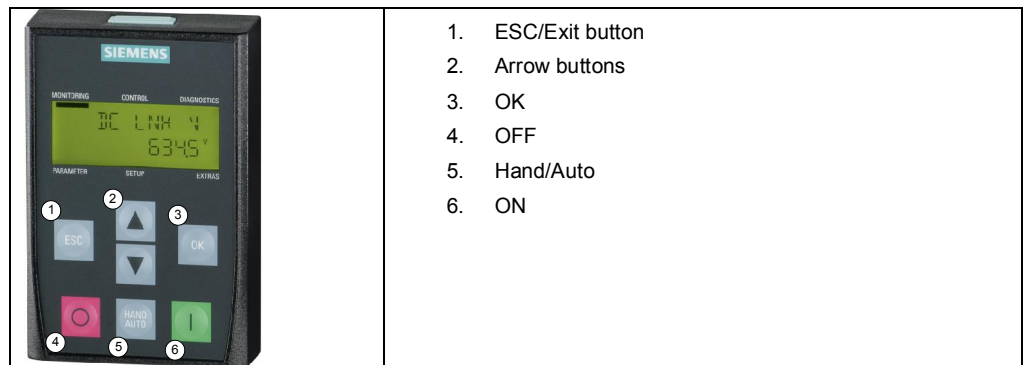 SIEMENS
MONITORING CONTROL DIAGNOSTICS
DC LNK V
634,5 V
PARAMETER SETUP EXTRAS
1 2 3
ESC OK
HAND
AUTO
4 5 6
1. ESC/Exit button
2. Arrow buttons
3. OK
4. OFF
5. Hand/Auto
6. ON